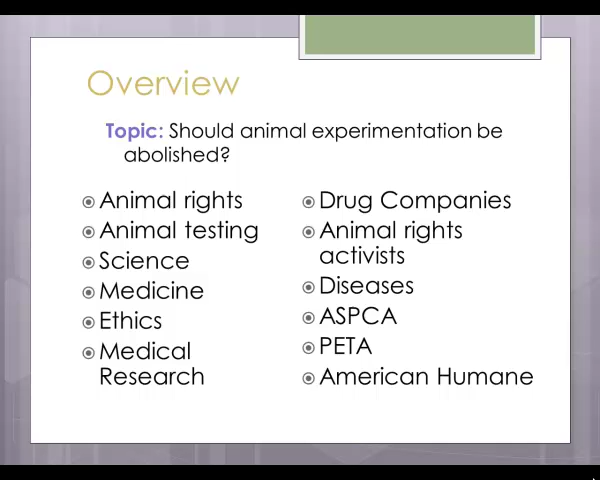 Overview
Topic: Should animal experimentation be
abolished?
Animal rights
Animal testing
Science
Medicine
Ethics
Medical
Research
Drug Companies
Animal rights
activists
Diseases
ASPCA
PETA
American Humane